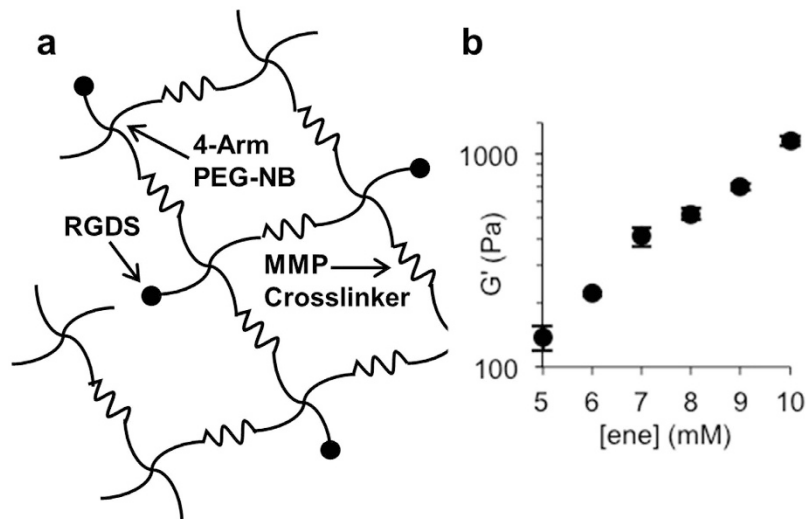 a
4-Arm
PEG-NB
RGDS
MMP
Crosslinker
b
1000
100
G' (Pa)
5 6 7 8 9 10
[ene] (mM)